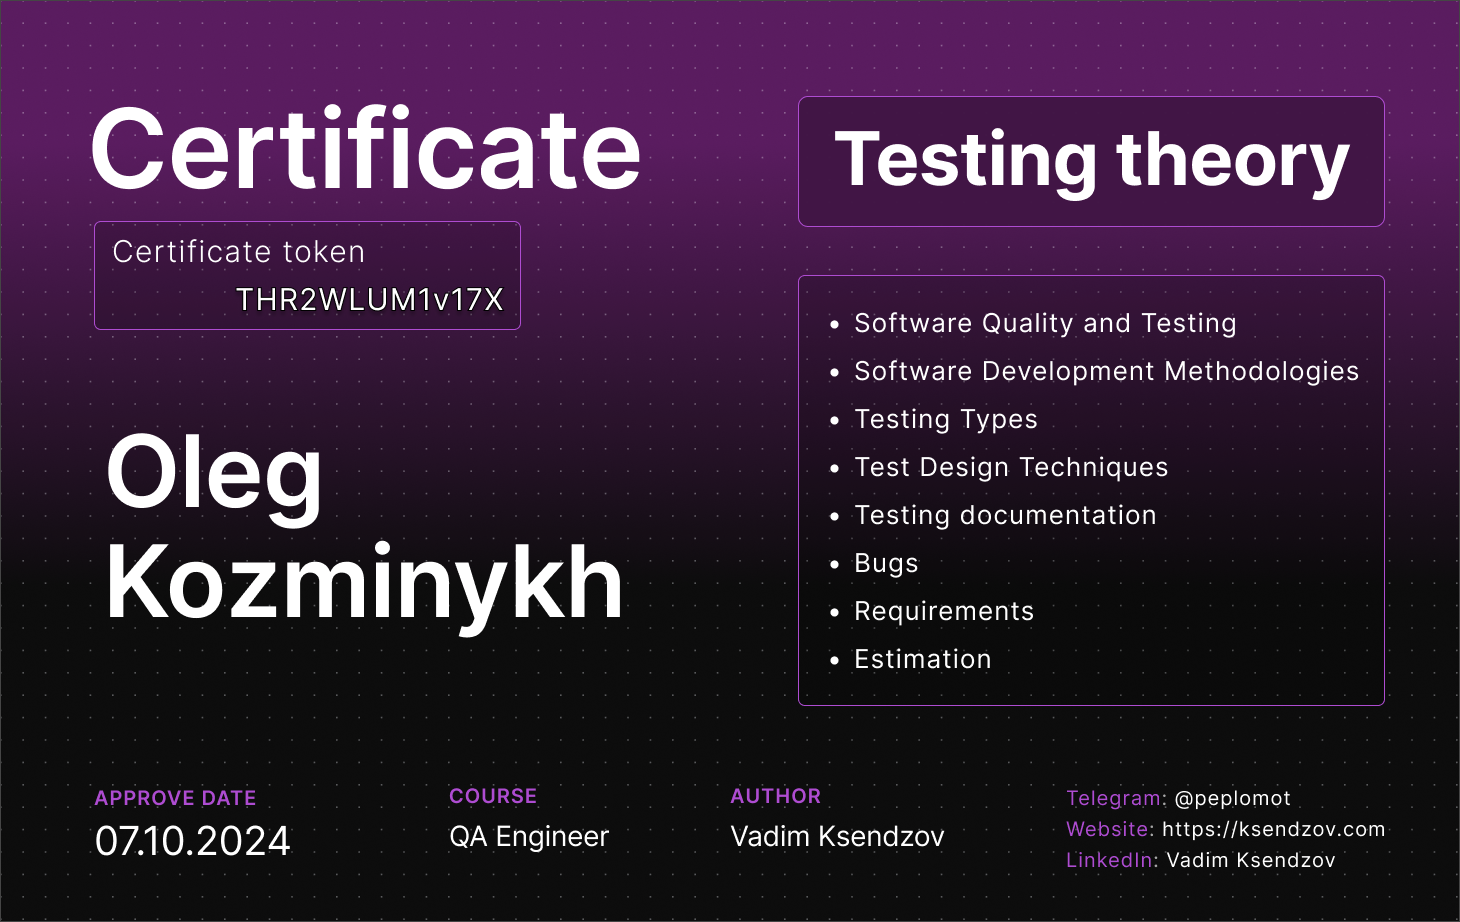 Certificate
Certificate token
THR2WLUM1v17X
Oleg
Kozminykh
Testing theory
• Software Quality and Testing
• Software Development Methodologies
• Testing Types
• Test Design Techniques
• Testing documentation
• Bugs
• Requirements
• Estimation
APPROVE DATE
07.10.2024
COURSE
QA Engineer
AUTHOR
Vadim Ksendzov
Telegram: @peplomot
Website: https://ksendzov.com
LinkedIn: Vadim Ksendzov